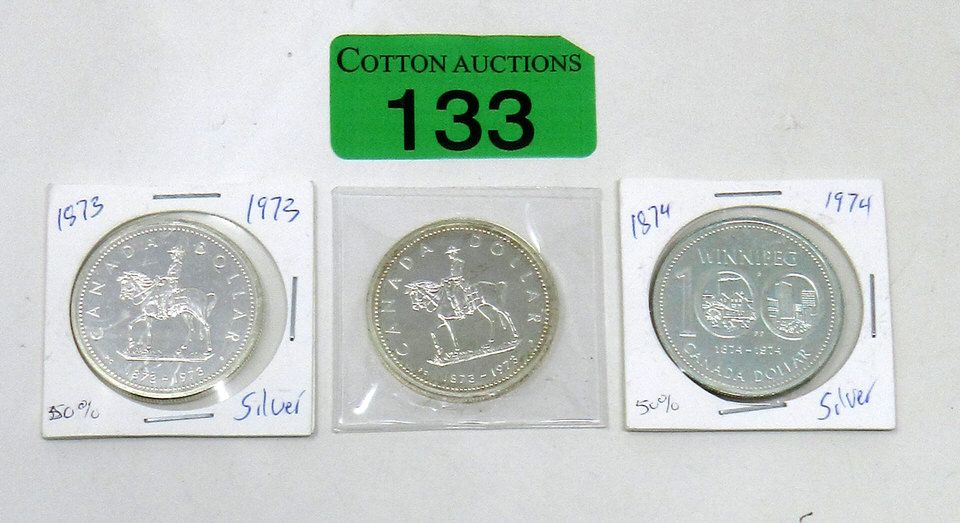 COTTON AUCTIONS
133
1873 1973
CANADA DOLLAR
1873-1973
50% Silver
CANADA DOLLAR
1873-1973
1874 1974
WINNIPEG
100
1874-1974
CANADA DOLLAR
50% Silver